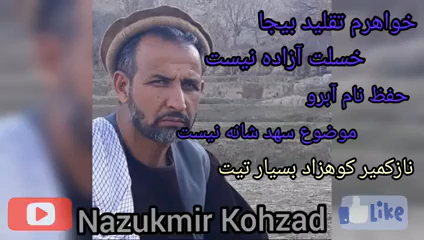 خواهرم تقلید بیجا
خسلت آزاده نیست
حفظ نام آبرو
موضوع سهد شانه نیست
نازکمیر کوهزاد بسیار تیت
Nazukmir Kohzad
Like